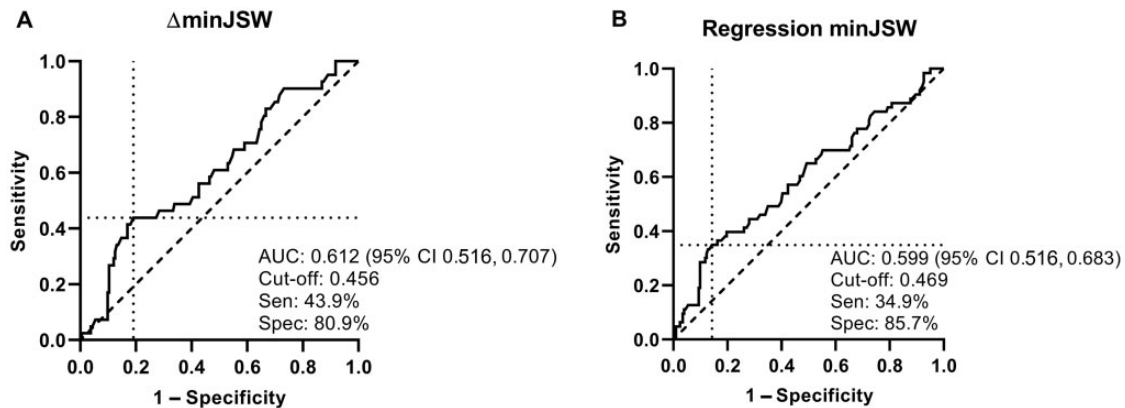 A
ΔminJSW
1.0
0.8
0.6
0.4
0.2
0.0
Sensitivity
AUC: 0.612 (95% CI 0.516, 0.707)
Cut-off: 0.456
Sen: 43.9%
Spec: 80.9%
0.0 0.2 0.4 0.6 0.8 1.0
1 – Specificity
B
Regression minJSW
1.0
0.8
0.6
0.4
0.2
0.0
Sensitivity
AUC: 0.599 (95% CI 0.516, 0.683)
Cut-off: 0.469
Sen: 34.9%
Spec: 85.7%
0.0 0.2 0.4 0.6 0.8 1.0
1 – Specificity